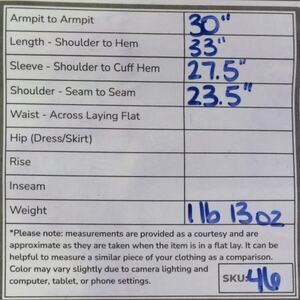 Armpit to Armpit 30"
Length - Shoulder to Hem 33"
Sleeve - Shoulder to Cuff Hem 27.5"
Shoulder - Seam to Seam 23.5"
Waist - Across Laying Flat
Hip (Dress/Skirt)
Rise
Inseam
Weight 1 lb 13 oz
*Please note: measurements are provided as a courtesy and are
approximate as they are taken when the item is in a flat lay. It can be
helpful to measure a similar piece of your clothing as a comparison.
Color may vary slightly due to camera lighting and
computer, tablet, or phone settings.
SKU: 46